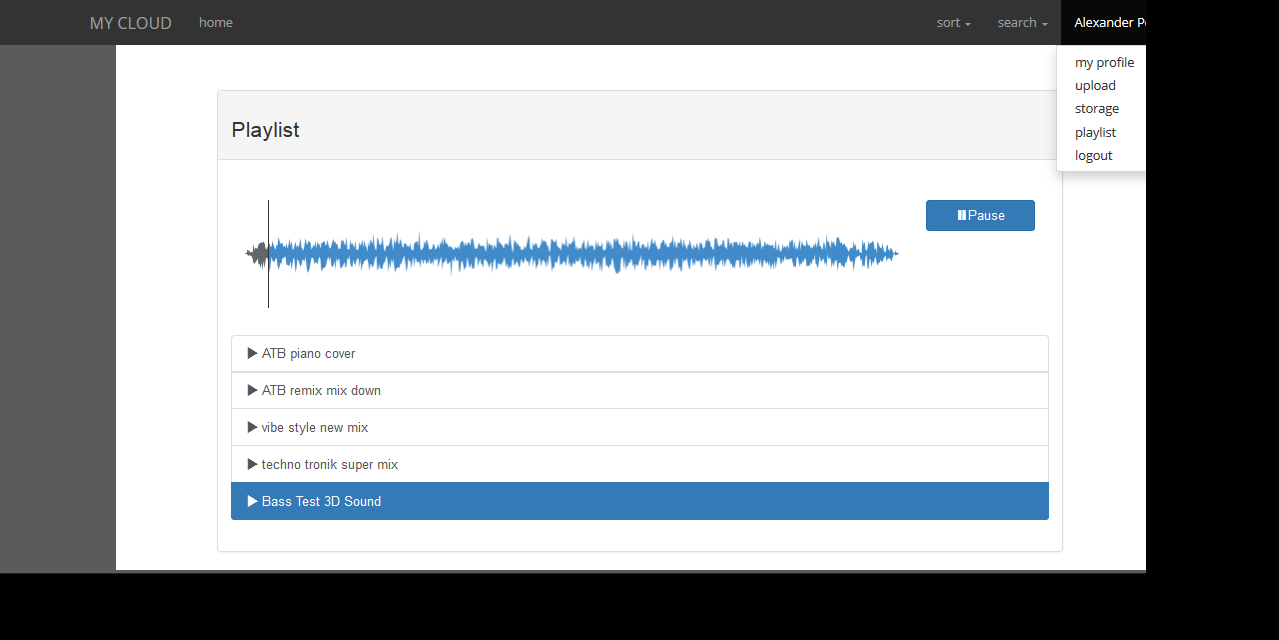 MY CLOUD home sort search Alexander
my profile
upload
storage
playlist
logout
Playlist
Pause
ATB piano cover
ATB remix mix down
vibe style new mix
techno tronik super mix
Bass Test 3D Sound